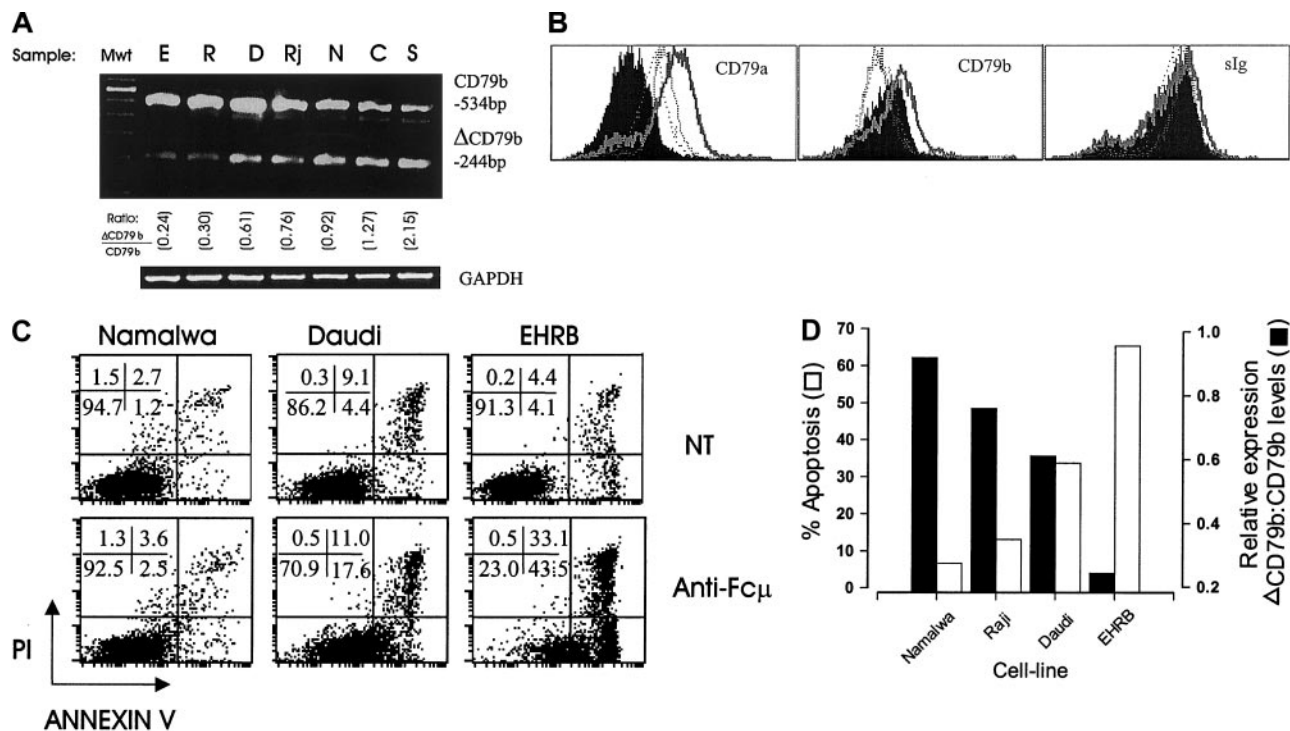 A
Sample: Mwt E R D Rj N C S
CD79b
-534bp
ΔCD79b
-244bp
Ratio:
ΔCD79b
CD79b
(0.24) (0.30) (0.61) (0.76) (0.92) (1.27) (2.15)
GAPDH
B
CD79a CD79b sIg
C
Namalwa Daudi EHRB
1.5 2.7 0.3 9.1 0.2 4.4
94.7 1.2 86.2 4.4 91.3 4.1
NT
1.3 3.6 0.5 11.0 0.5 33.1
92.5 2.5 70.9 17.6 23.0 43.5
Anti-Fcμ
PI
ANNEXIN V
D
% Apoptosis (□)
70
60
50
40
30
20
10
0
1.0
0.8
0.6
0.4
0.2
Relative expression
ΔCD79b:CD79b levels (■)
Namalwa Raji Daudi EHRB
Cell-line